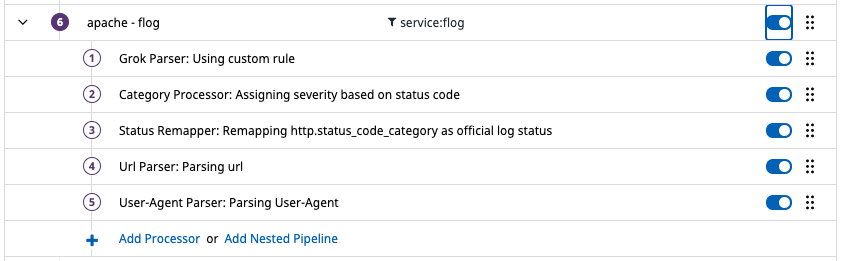 6 apache - flog service:flog
1 Grok Parser: Using custom rule
2 Category Processor: Assigning severity based on status code
3 Status Remapper: Remapping http.status_code_category as official log status
4 Url Parser: Parsing url
5 User-Agent Parser: Parsing User-Agent
Add Processor or Add Nested Pipeline